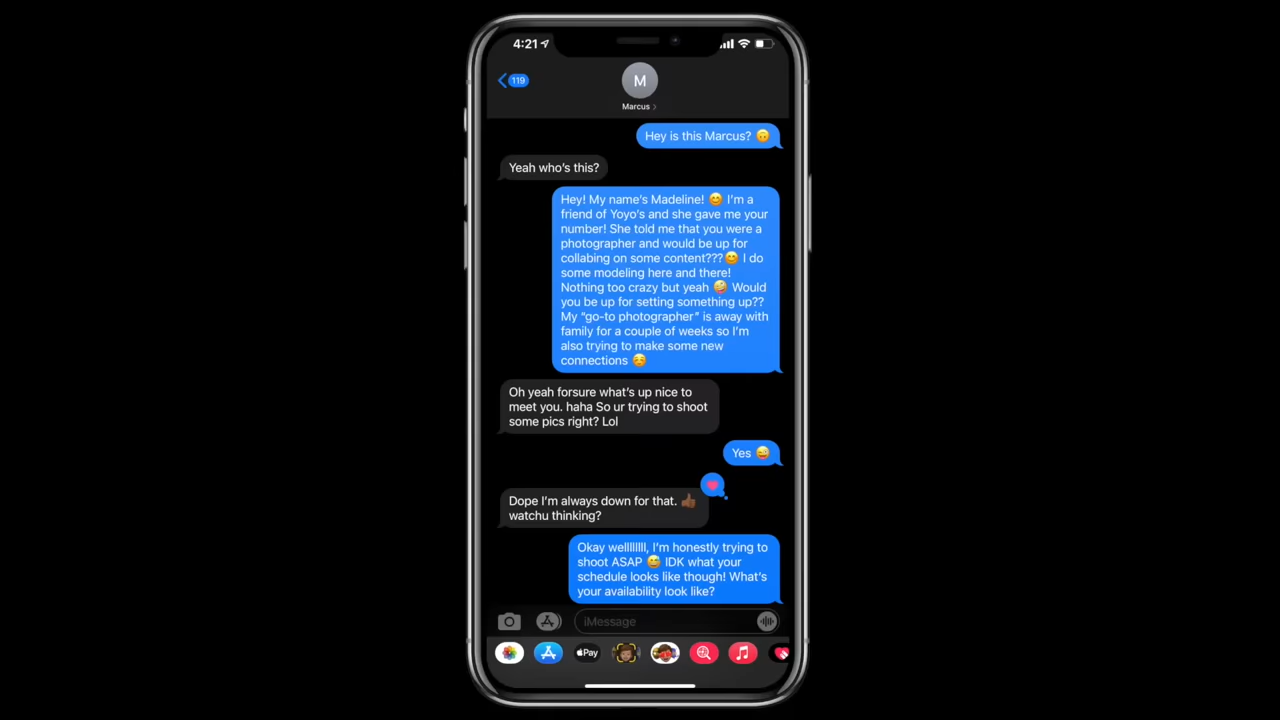 4:21
119
M
Marcus
Hey is this Marcus? 🙃
Yeah who's this?
Hey! My name's Madeline! 😊 I'm a
friend of Yoyo's and she gave me your
number! She told me that you were a
photographer and would be up for
collabing on some content???😊 I do
some modeling here and there!
Nothing too crazy but yeah 🤪 Would
you be up for setting something up??
My “go-to photographer” is away with
family for a couple of weeks so I'm
also trying to make some new
connections ☺️
Oh yeah forsure what's up nice to
meet you. haha So ur trying to shoot
some pics right? Lol
Yes 😜
Dope I'm always down for that. 👍🏾
watchu thinking?
Okay wellllllll, I'm honestly trying to
shoot ASAP 😅 IDK what your
schedule looks like though! What's
your availability look like?
iMessage
Pay